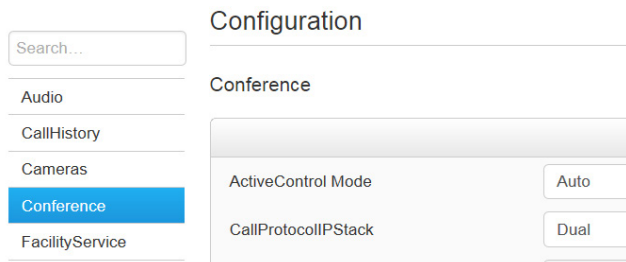 Configuration
Search...
Audio
CallHistory
Cameras
Conference
FacilityService
Conference
ActiveControl Mode
Auto
CallProtocolIPStack
Dual